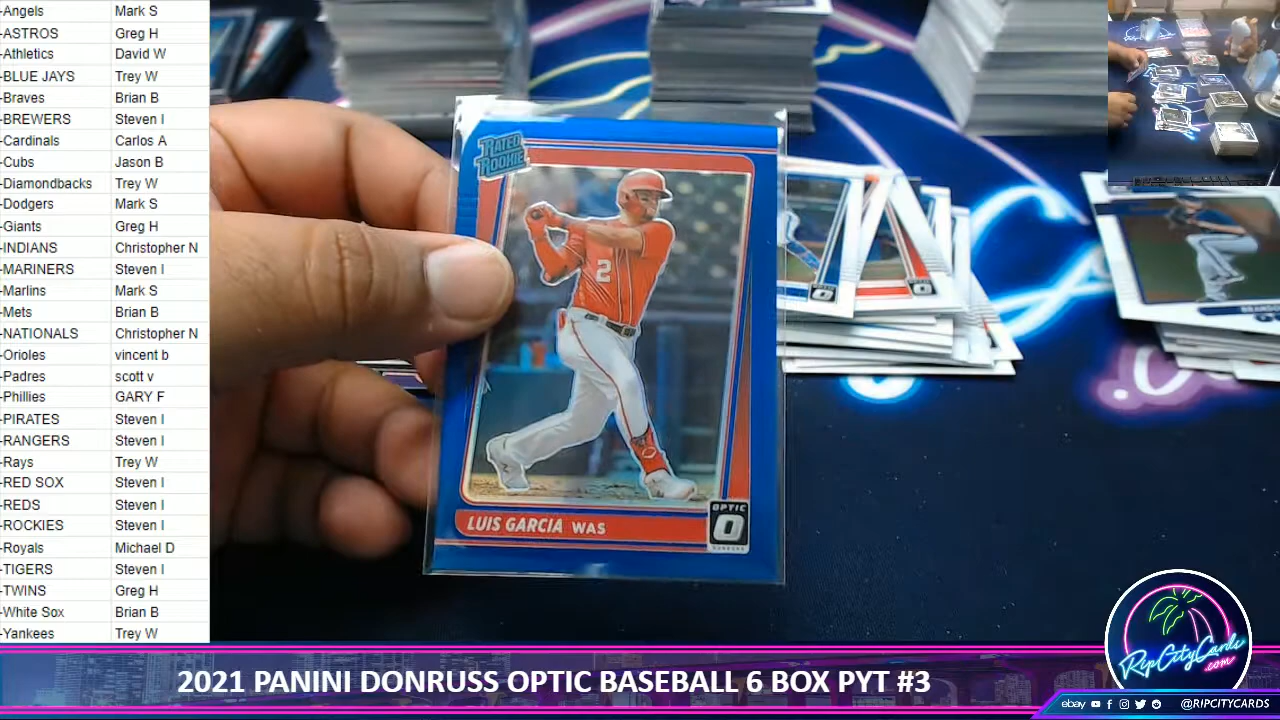 -Angels Mark S
-ASTROS Greg H
-Athletics David W
-BLUE JAYS Trey W
-Braves Brian B
-BREWERS Steven I
-Cardinals Carlos A
-Cubs Jason B
-Diamondbacks Trey W
-Dodgers Mark S
-Giants Greg H
-INDIANS Christopher N
-MARINERS Steven I
-Marlins Mark S
-Mets Brian B
-NATIONALS Christopher N
-Orioles vincent b
-Padres scott v
-Phillies GARY F
-PIRATES Steven I
-RANGERS Steven I
-Rays Trey W
-RED SOX Steven I
-REDS Steven I
-ROCKIES Steven I
-Royals Michael D
-TIGERS Steven I
-TWINS Greg H
-White Sox Brian B
-Yankees Trey W
RATED
ROOKIE
2
LUIS GARCIA WAS
OPTIC
O
DONRUSS
RipCityCards
.com
2021 PANINI DONRUSS OPTIC BASEBALL 6 BOX PYT #3
ebay @RIPCITYCARDS